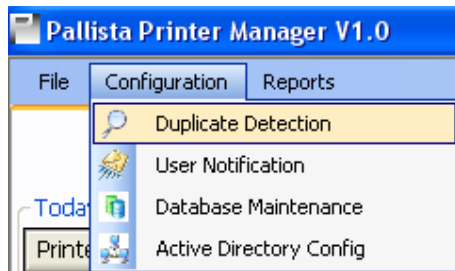 Pallista Printer Manager V1.0
File Configuration Reports
Duplicate Detection
User Notification
Database Maintenance
Active Directory Config